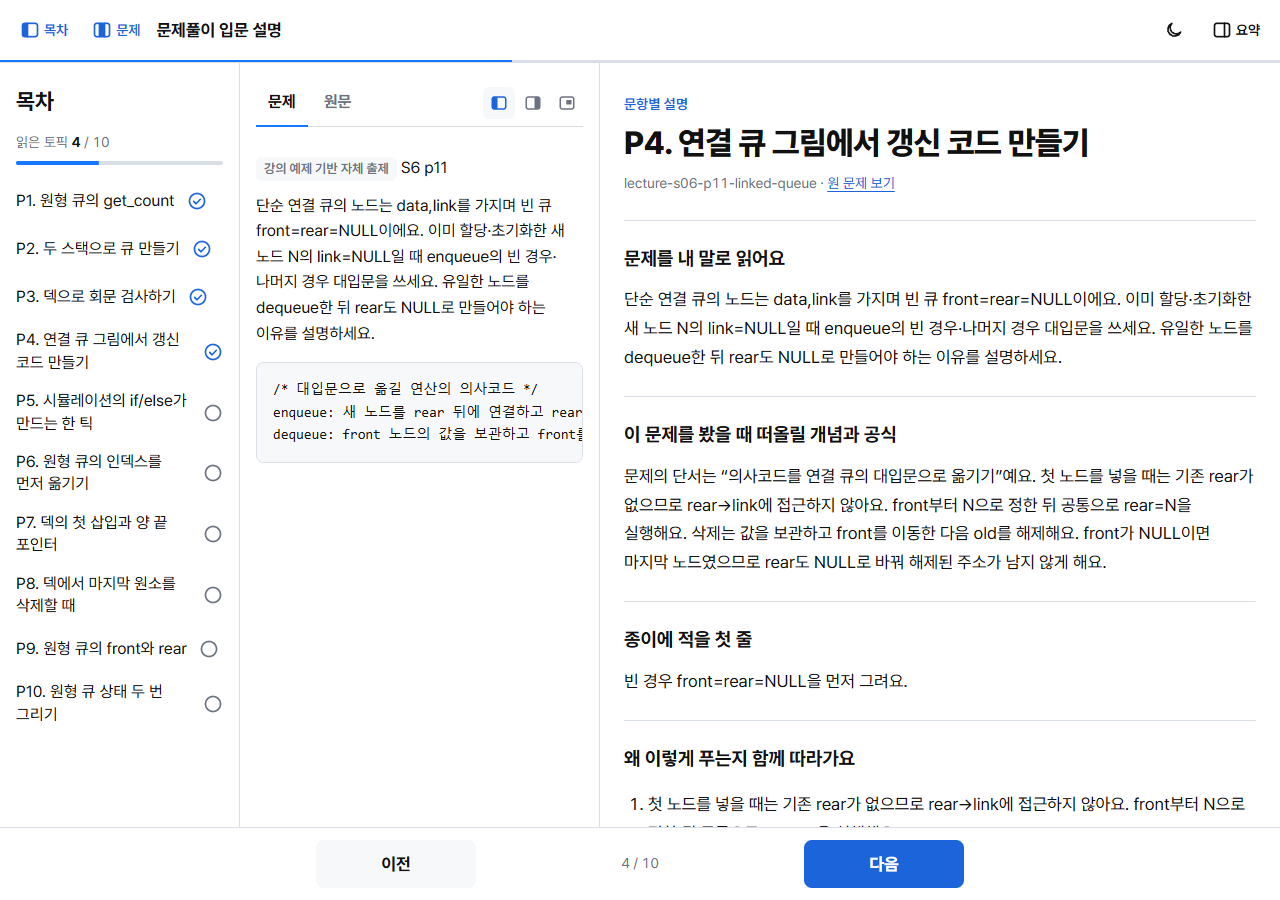 목차
문제
문제풀이 입문 설명
요약
목차
읽은 토픽 4 / 10
P1. 원형 큐의 get_count
P2. 두 스택으로 큐 만들기
P3. 덱으로 회문 검사하기
P4. 연결 큐 그림에서 갱신
코드 만들기
P5. 시뮬레이션의 if/else가
만드는 한 틱
P6. 원형 큐의 인덱스를
먼저 옮기기
P7. 덱의 첫 삽입과 양 끝
포인터
P8. 덱에서 마지막 원소를
삭제할 때
P9. 원형 큐의 front와 rear
P10. 원형 큐 상태 두 번
그리기
문제
원문
강의 예제 기반 자체 출제 S6 p11
단순 연결 큐의 노드는 data,link를 가지며 빈 큐
front=rear=NULL이에요. 이미 할당·초기화한 새
노드 N의 link=NULL일 때 enqueue의 빈 경우·
나머지 경우 대입문을 쓰세요. 유일한 노드를
dequeue한 뒤 rear도 NULL로 만들어야 하는
이유를 설명하세요.
/* 대입문으로 옮길 연산의 의사코드 */
enqueue: 새 노드를 rear 뒤에 연결하고 rear
dequeue: front 노드의 값을 보관하고 front를
문항별 설명
P4. 연결 큐 그림에서 갱신 코드 만들기
lecture-s06-p11-linked-queue · 원 문제 보기
문제를 내 말로 읽어요
단순 연결 큐의 노드는 data,link를 가지며 빈 큐 front=rear=NULL이에요. 이미 할당·초기화한
새 노드 N의 link=NULL일 때 enqueue의 빈 경우·나머지 경우 대입문을 쓰세요. 유일한 노드를
dequeue한 뒤 rear도 NULL로 만들어야 하는 이유를 설명하세요.
이 문제를 봤을 때 떠올릴 개념과 공식
문제의 단서는 “의사코드를 연결 큐의 대입문으로 옮기기”예요. 첫 노드를 넣을 때는 기존 rear가
없으므로 rear→link에 접근하지 않아요. front부터 N으로 정한 뒤 공통으로 rear=N을
실행해요. 삭제는 값을 보관하고 front를 이동한 다음 old를 해제해요. front가 NULL이면
마지막 노드였으므로 rear도 NULL로 바꿔 해제된 주소가 남지 않게 해요.
종이에 적을 첫 줄
빈 경우 front=rear=NULL을 먼저 그려요.
왜 이렇게 푸는지 함께 따라가요
1. 첫 노드를 넣을 때는 기존 rear가 없으므로 rear→link에 접근하지 않아요. front부터 N으로
이전
4 / 10
다음